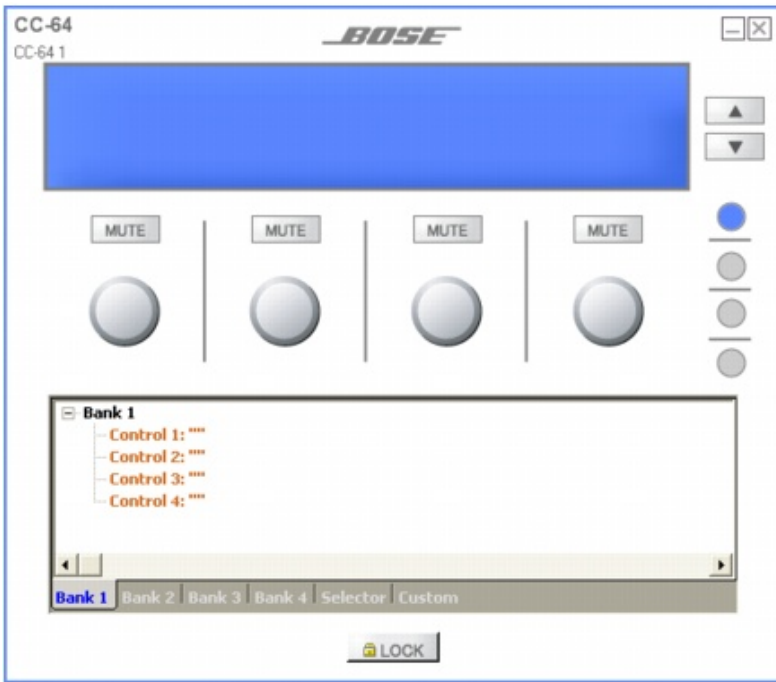 CC-64
BOSE
CC-64 1
MUTE MUTE MUTE MUTE
Bank 1
Control 1: ""
Control 2: ""
Control 3: ""
Control 4: ""
Bank 1 Bank 2 Bank 3 Bank 4 Selector Custom
LOCK